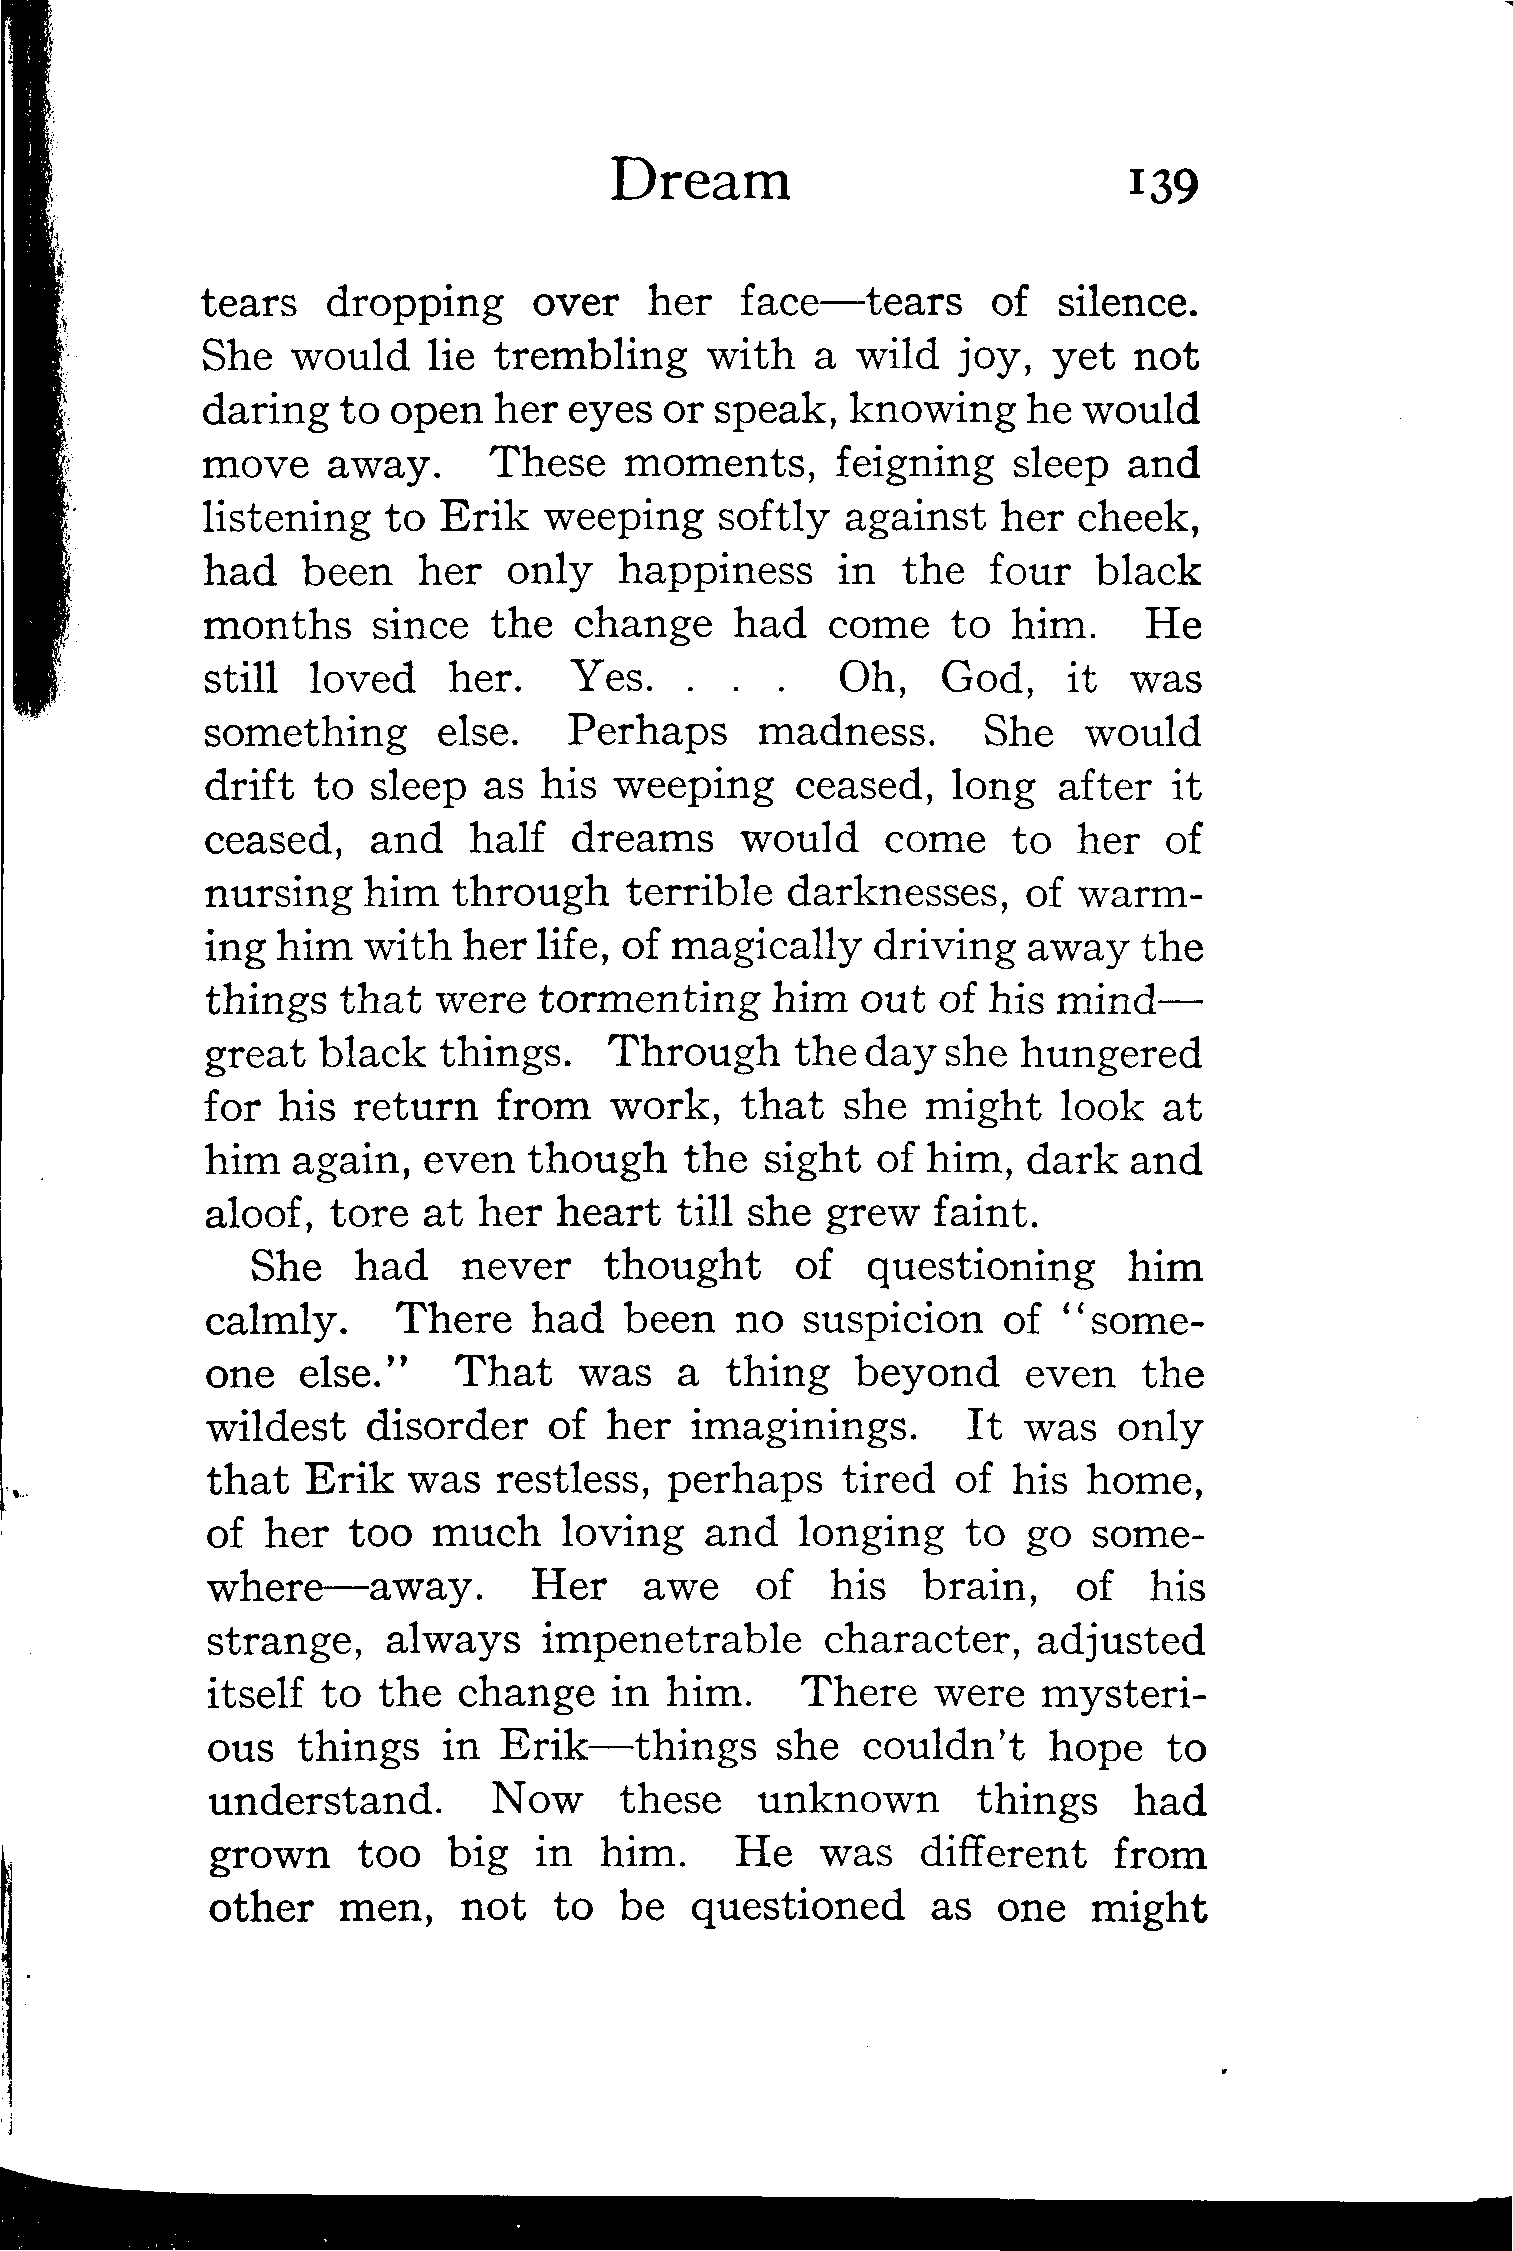 Dream 139
tears dropping over her face—tears of silence.
She would lie trembling with a wild joy, yet not
daring to open her eyes or speak, knowing he would
move away. These moments, feigning sleep and
listening to Erik weeping softly against her cheek,
had been her only happiness in the four black
months since the change had come to him. He
still loved her. Yes. . . . Oh, God, it was
something else. Perhaps madness. She would
drift to sleep as his weeping ceased, long after it
ceased, and half dreams would come to her of
nursing him through terrible darknesses, of warm-
ing him with her life, of magically driving away the
things that were tormenting him out of his mind—
great black things. Through the day she hungered
for his return from work, that she might look at
him again, even though the sight of him, dark and
aloof, tore at her heart till she grew faint.
She had never thought of questioning him
calmly. There had been no suspicion of "some-
one else." That was a thing beyond even the
wildest disorder of her imaginings. It was only
that Erik was restless, perhaps tired of his home,
of her too much loving and longing to go some-
where—away. Her awe of his brain, of his
strange, always impenetrable character, adjusted
itself to the change in him. There were mysteri-
ous things in Erik—things she couldn't hope to
understand. Now these unknown things had
grown too big in him. He was different from
other men, not to be questioned as one might